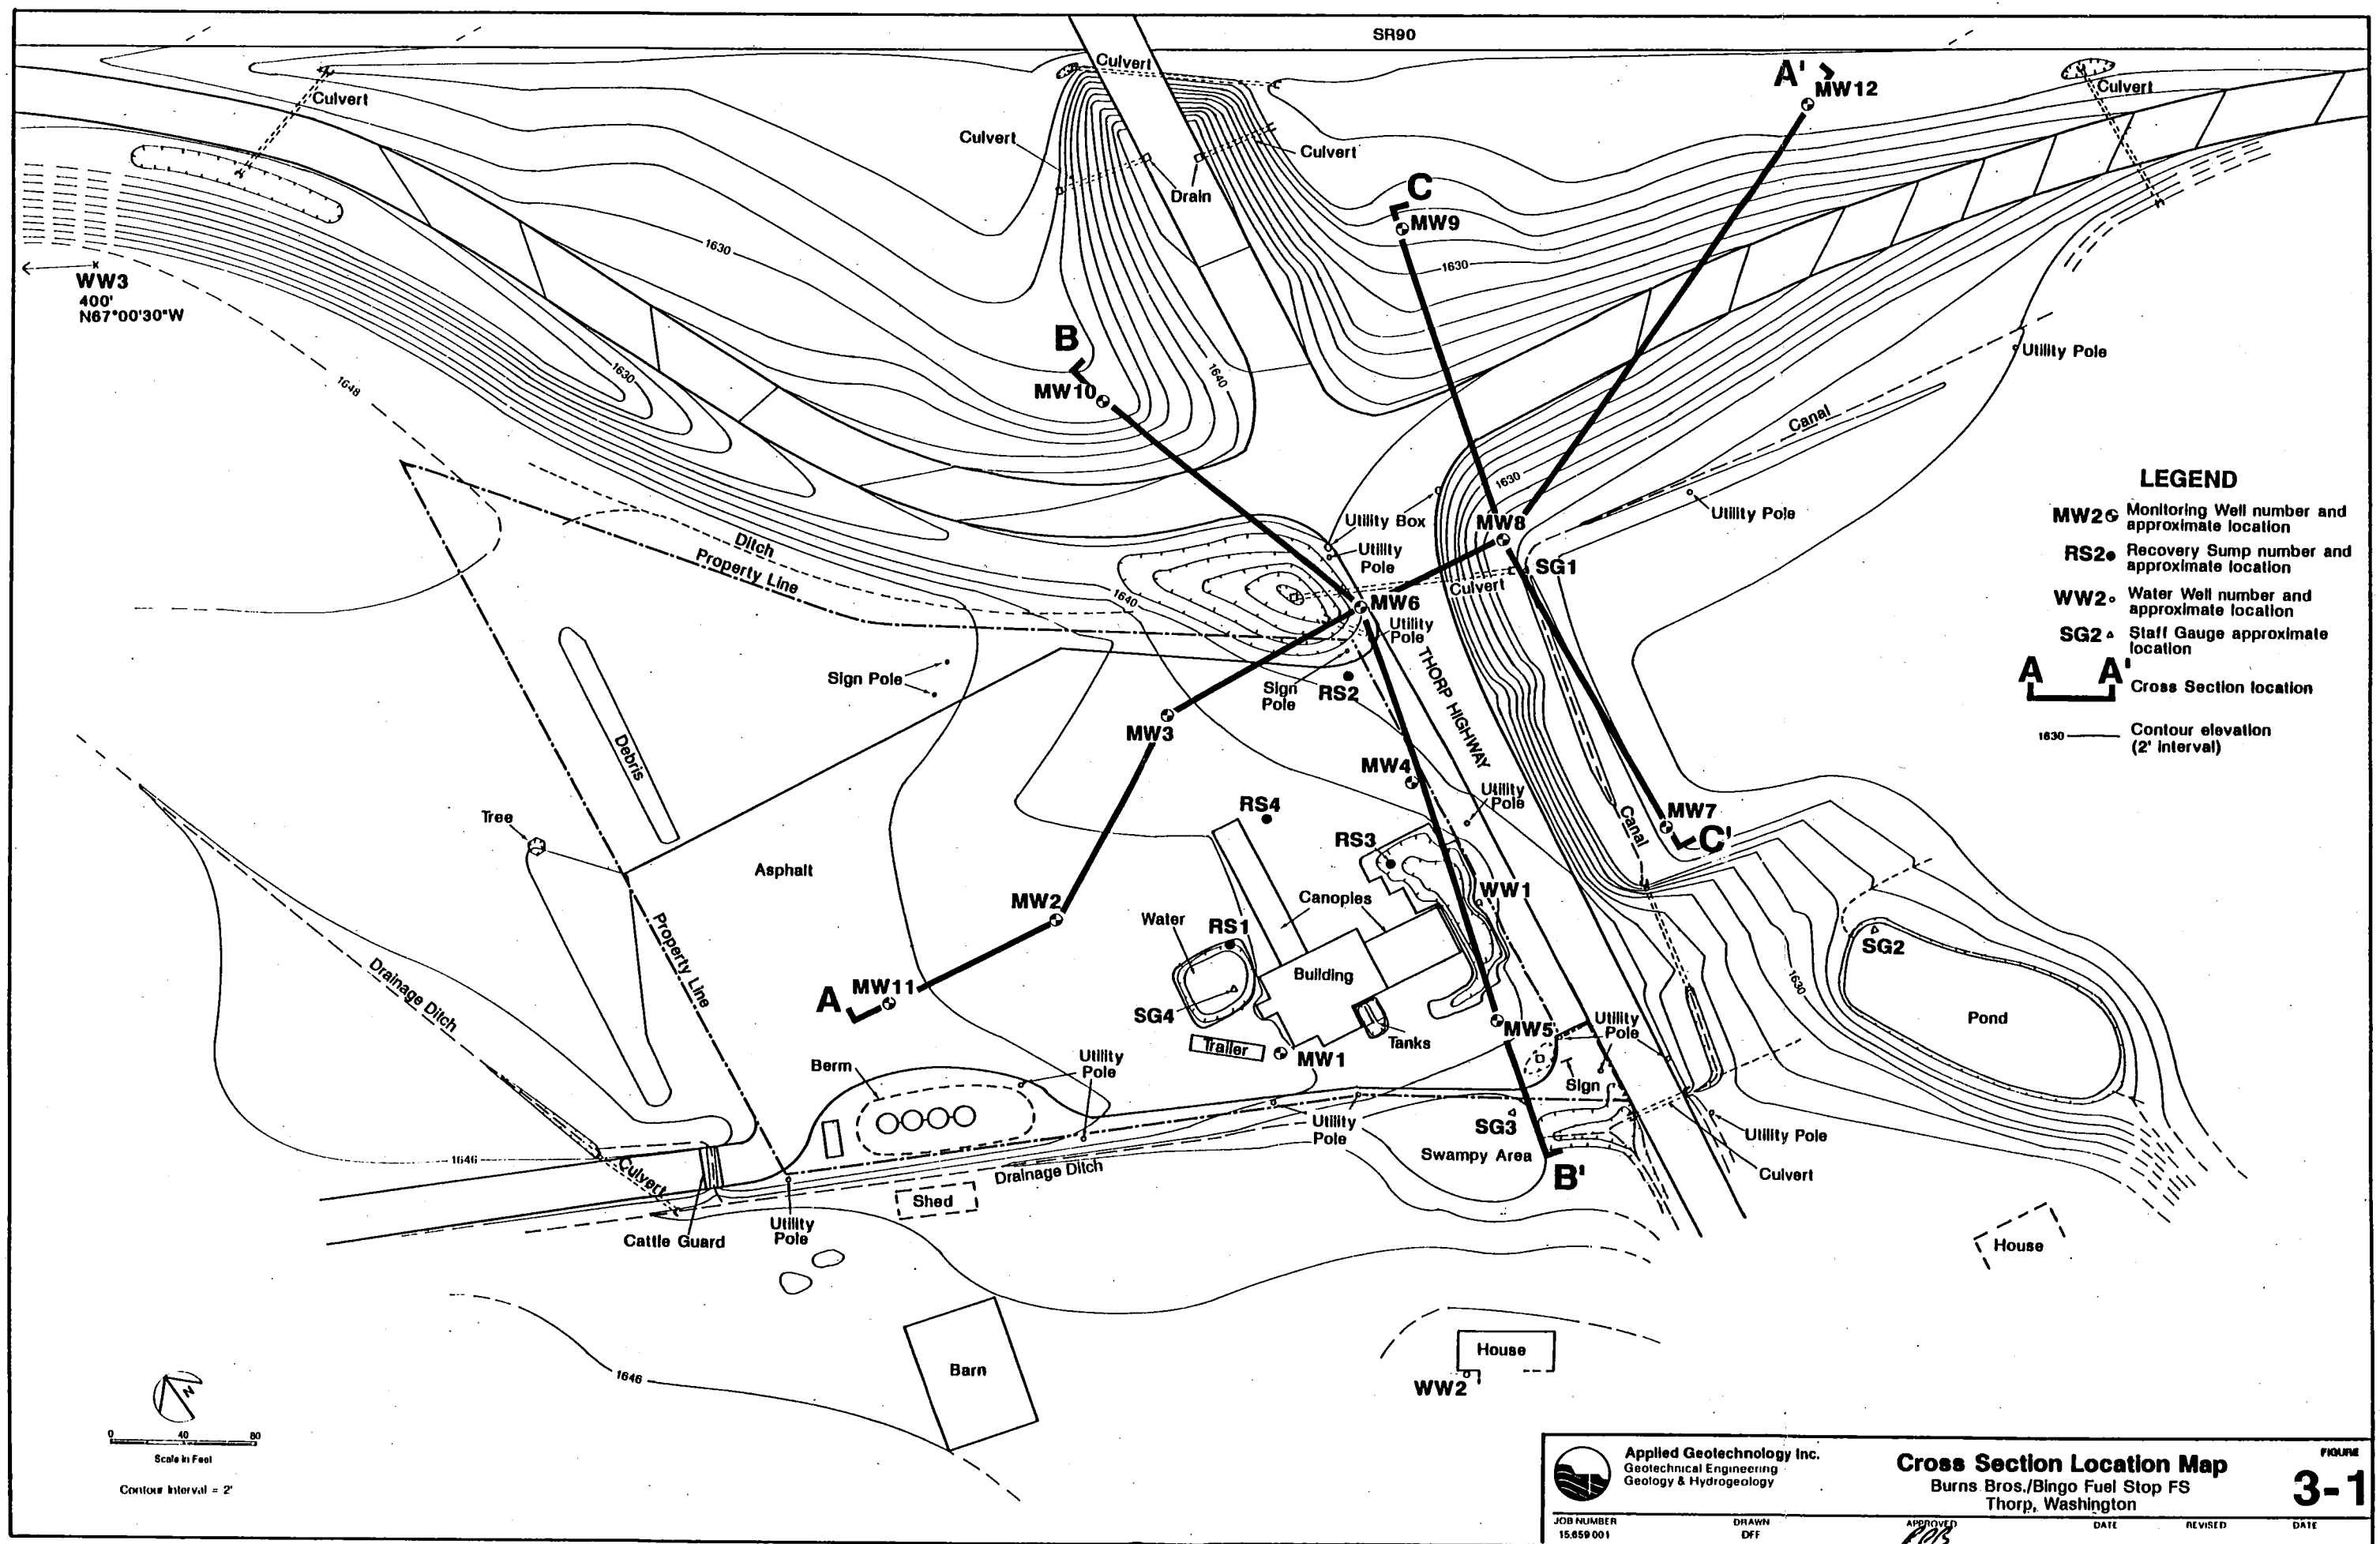 SR90
Culvert
Culvert
A'
MW12
Culvert
Culvert
Culvert
Drain
C
MW9
1630
1630
WW3
400'
N67°00'30"W
B
MW10
1640
1630
1648
Utility Pole
Canal
1630
Utility Pole
MW8
Utility Box
Utility
Pole
SG1
Culvert
Ditch
Property Line
1640
MW6
Utility
Pole
THORP HIGHWAY
Sign Pole
Sign
Pole
RS2
MW3
Debris
MW4
Utility
Pole
RS4
Tree
RS3
MW7
C'
Canal
Asphalt
WW1
Canopies
MW2
Water
RS1
Property Line
Building
SG2
1630
Pond
Drainage Ditch
A
MW11
SG4
Trailer
MW1
Tanks
MW5
Utility
Pole
Sign
Berm
Utility
Pole
SG3
Swampy Area
Utility
Pole
Utility Pole
Culvert
B'
1646
Culvert
Drainage Ditch
Shed
Cattle Guard
Utility
Pole
House
1646
Barn
House
WW2
LEGEND
MW2 Monitoring Well number and
approximate location
RS2 Recovery Sump number and
approximate location
WW2 Water Well number and
approximate location
SG2 Staff Gauge approximate
location
A A'
Cross Section location
1630 Contour elevation
(2' interval)
N
0 40 80
Scale in Feet
Contour Interval = 2'
Applied Geotechnology Inc.
Geotechnical Engineering
Geology & Hydrogeology
Cross Section Location Map
Burns Bros./Bingo Fuel Stop FS
Thorp, Washington
FIGURE
3-1
JOB NUMBER
15,659 001
DRAWN
DFF
APPROVED
DATE
REVISED
DATE